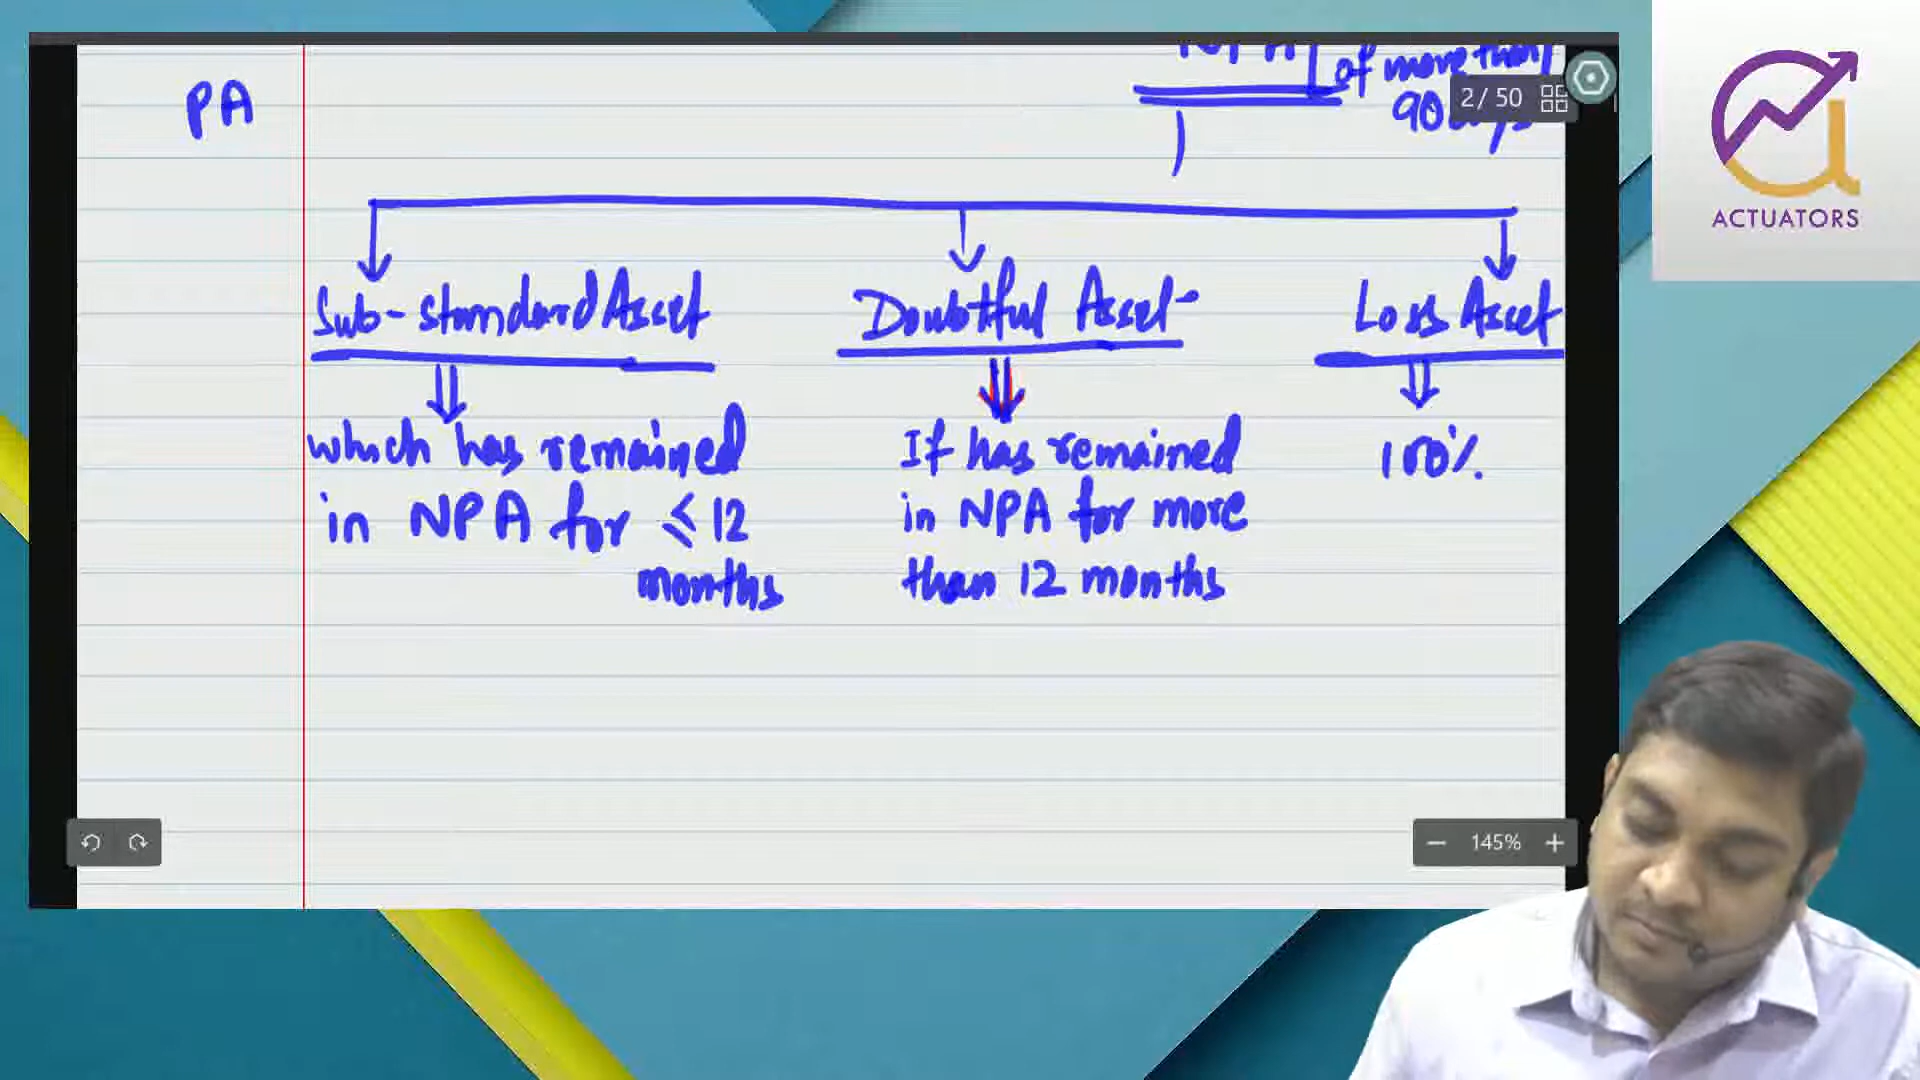 of more than
2 / 50
90
PA
ACTUATORS
Sub-standard Asset
Doubtful Asset
Loss Asset
which has remained
in NPA for ≤ 12
months
If has remained
in NPA for more
than 12 months
100%
145%